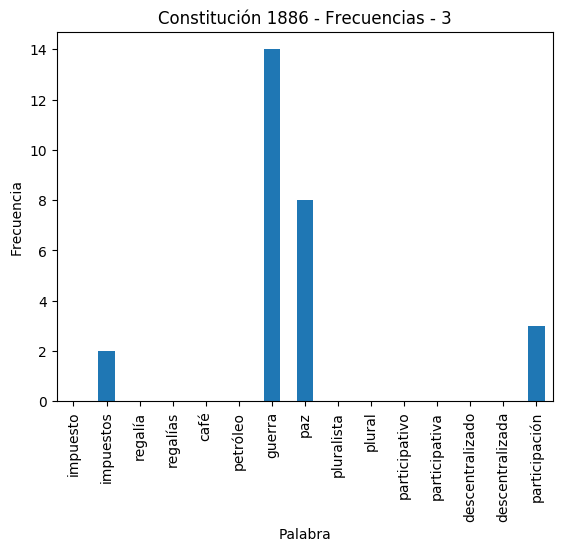 Constitución 1886 - Frecuencias - 3
14
12
10
8
6
4
2
0
Frecuencia
impuesto
impuestos
regalía
regalías
café
petróleo
guerra
paz
pluralista
plural
participativo
participativa
descentralizado
descentralizada
participación
Palabra